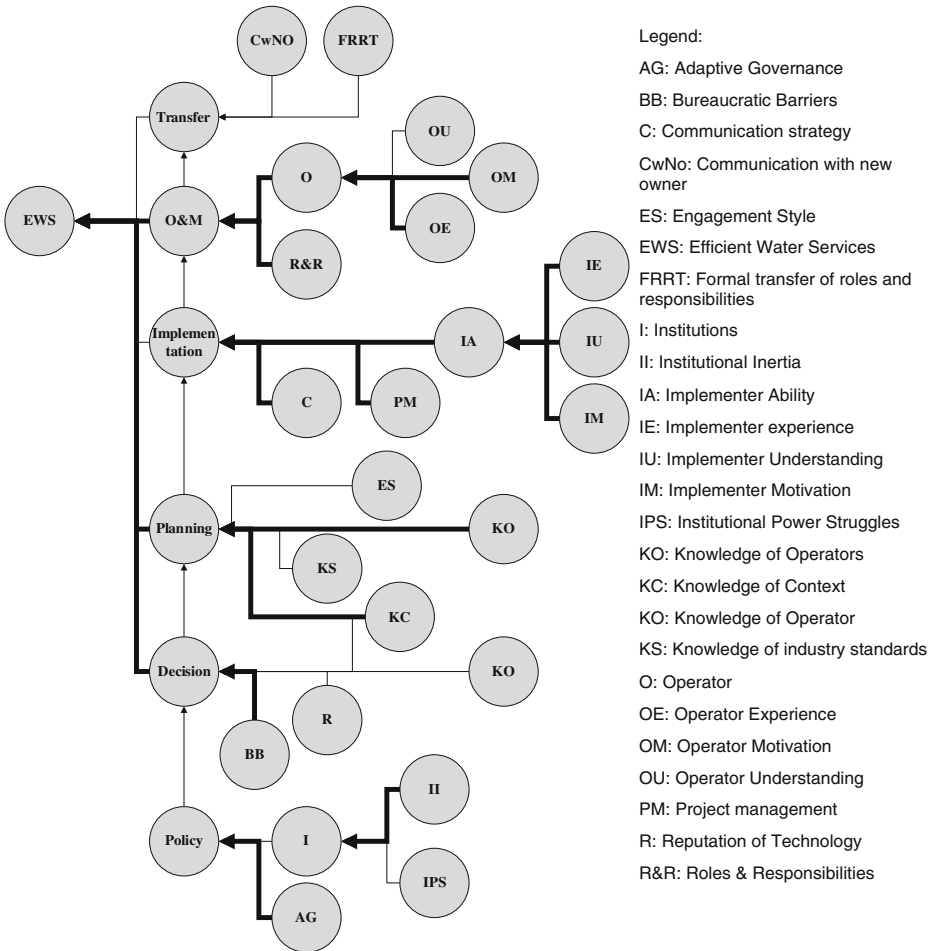 CwNO
FRRT
Transfer
OU
O
OM
EWS
O&M
OE
R&R
IE
Implemen
tation
IA
IU
C
PM
IM
ES
Planning
KO
KS
KC
Decision
KO
R
BB
II
Policy
I
IPS
AG
Legend:
AG: Adaptive Governance
BB: Bureaucratic Barriers
C: Communication strategy
CwNo: Communication with new
owner
ES: Engagement Style
EWS: Efficient Water Services
FRRT: Formal transfer of roles and
responsibilities
I: Institutions
II: Institutional Inertia
IA: Implementer Ability
IE: Implementer experience
IU: Implementer Understanding
IM: Implementer Motivation
IPS: Institutional Power Struggles
KO: Knowledge of Operators
KC: Knowledge of Context
KO: Knowledge of Operator
KS: Knowledge of industry standards
O: Operator
OE: Operator Experience
OM: Operator Motivation
OU: Operator Understanding
PM: Project management
R: Reputation of Technology
R&R: Roles & Responsibilities